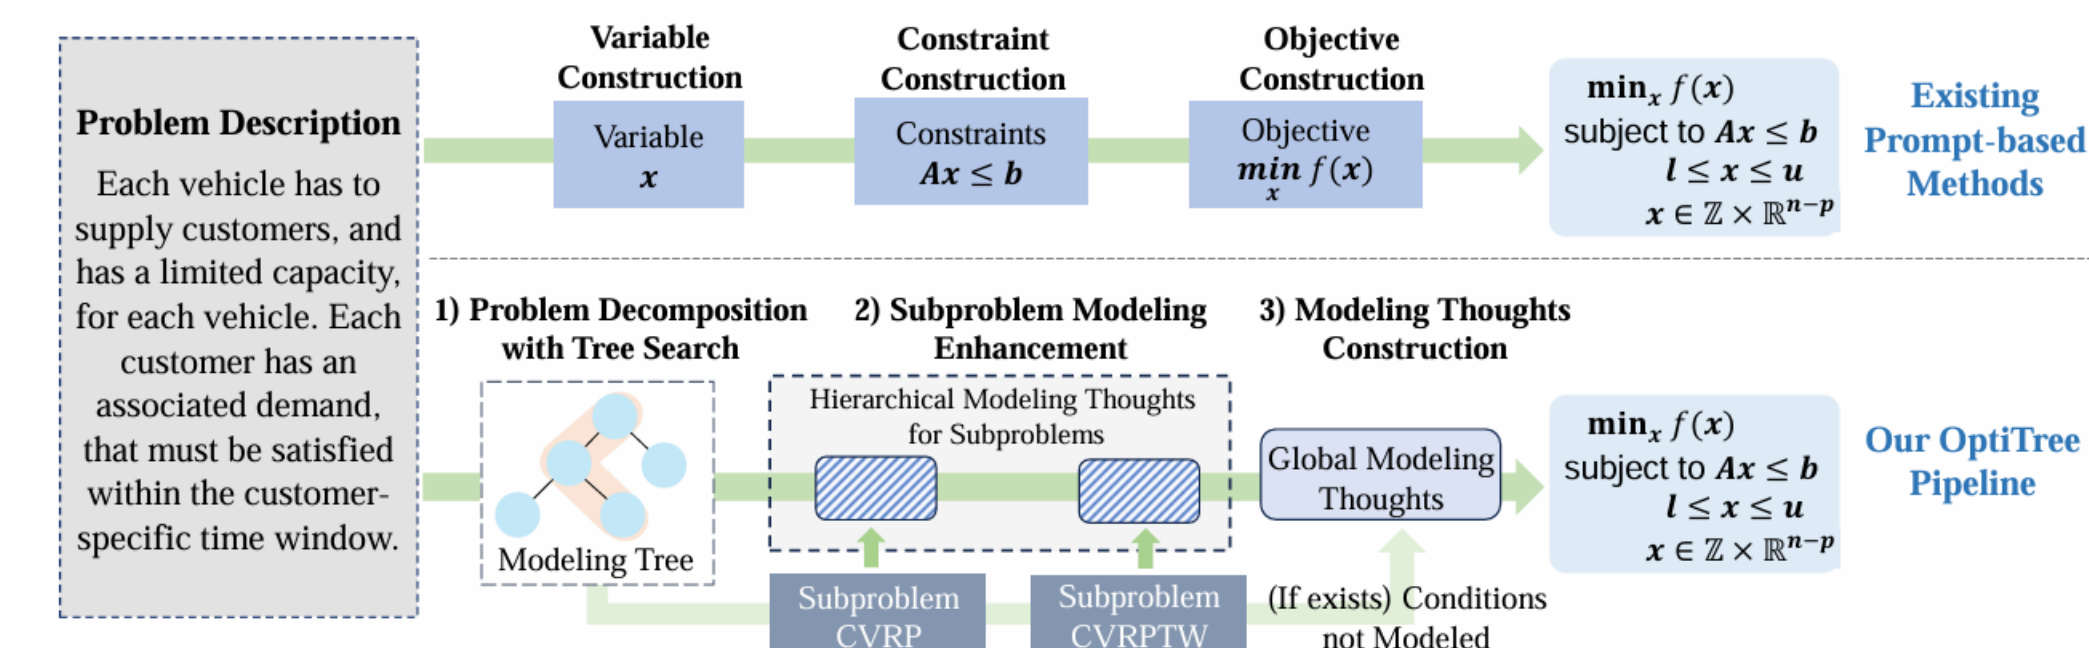 Problem Description
Each vehicle has to
supply customers, and
has a limited capacity,
for each vehicle. Each
customer has an
associated demand,
that must be satisfied
within the customer-
specific time window.
Variable
Construction
Variable
x
Constraint
Construction
Constraints
Ax ≤ b
Objective
Construction
Objective
min f(x)
x
minₓ f(x)
subject to Ax ≤ b
l ≤ x ≤ u
x ∈ ℤ × ℝⁿ⁻ᵖ
Existing
Prompt-based
Methods
1) Problem Decomposition
with Tree Search
Modeling Tree
2) Subproblem Modeling
Enhancement
Hierarchical Modeling Thoughts
for Subproblems
Subproblem
CVRP
Subproblem
CVRPTW
3) Modeling Thoughts
Construction
Global Modeling
Thoughts
(If exists) Conditions
not Modeled
minₓ f(x)
subject to Ax ≤ b
l ≤ x ≤ u
x ∈ ℤ × ℝⁿ⁻ᵖ
Our OptiTree
Pipeline